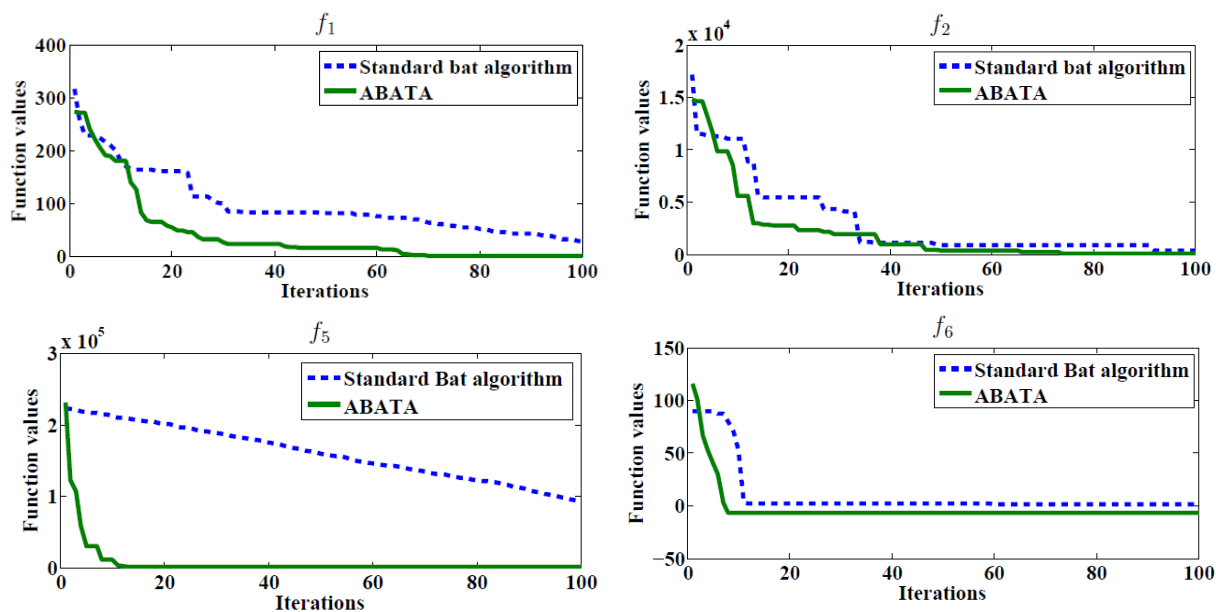 f1
400
300
200
100
0
Function values
Standard bat algorithm
ABATA
0 20 40 60 80 100
Iterations
f2
x 10^4
2
1.5
1
0.5
0
Function values
Standard bat algorithm
ABATA
0 20 40 60 80 100
Iterations
f5
x 10^5
3
2
1
0
Function values
Standard Bat algorithm
ABATA
0 20 40 60 80 100
Iterations
f6
150
100
50
0
−50
Function values
Standard Bat algorithm
ABATA
0 20 40 60 80 100
Iterations